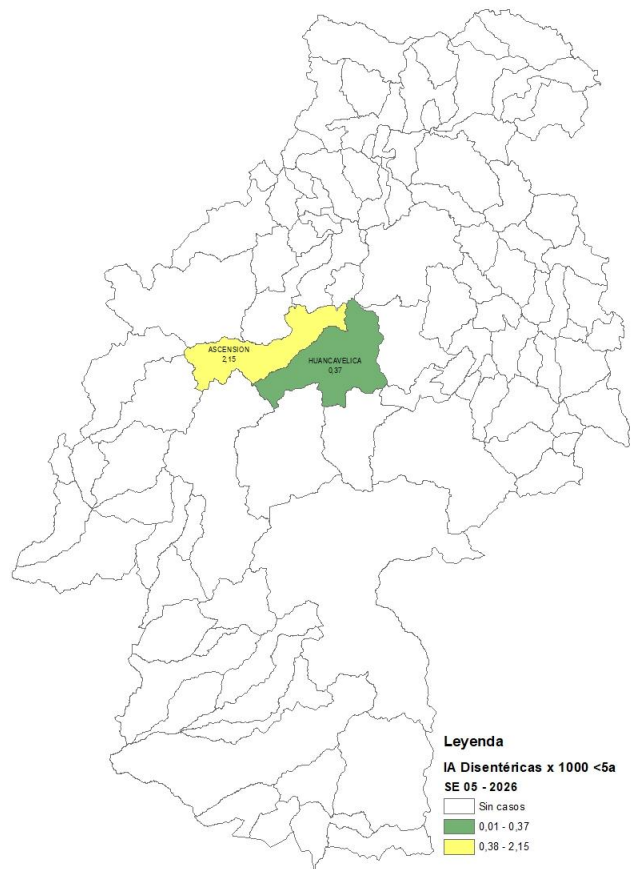 ASCENSION
2,15
HUANCAVELICA
0,37
Leyenda
IA Disentéricas x 1000 <5a
SE 05 - 2026
Sin casos
0,01 - 0,37
0,38 - 2,15